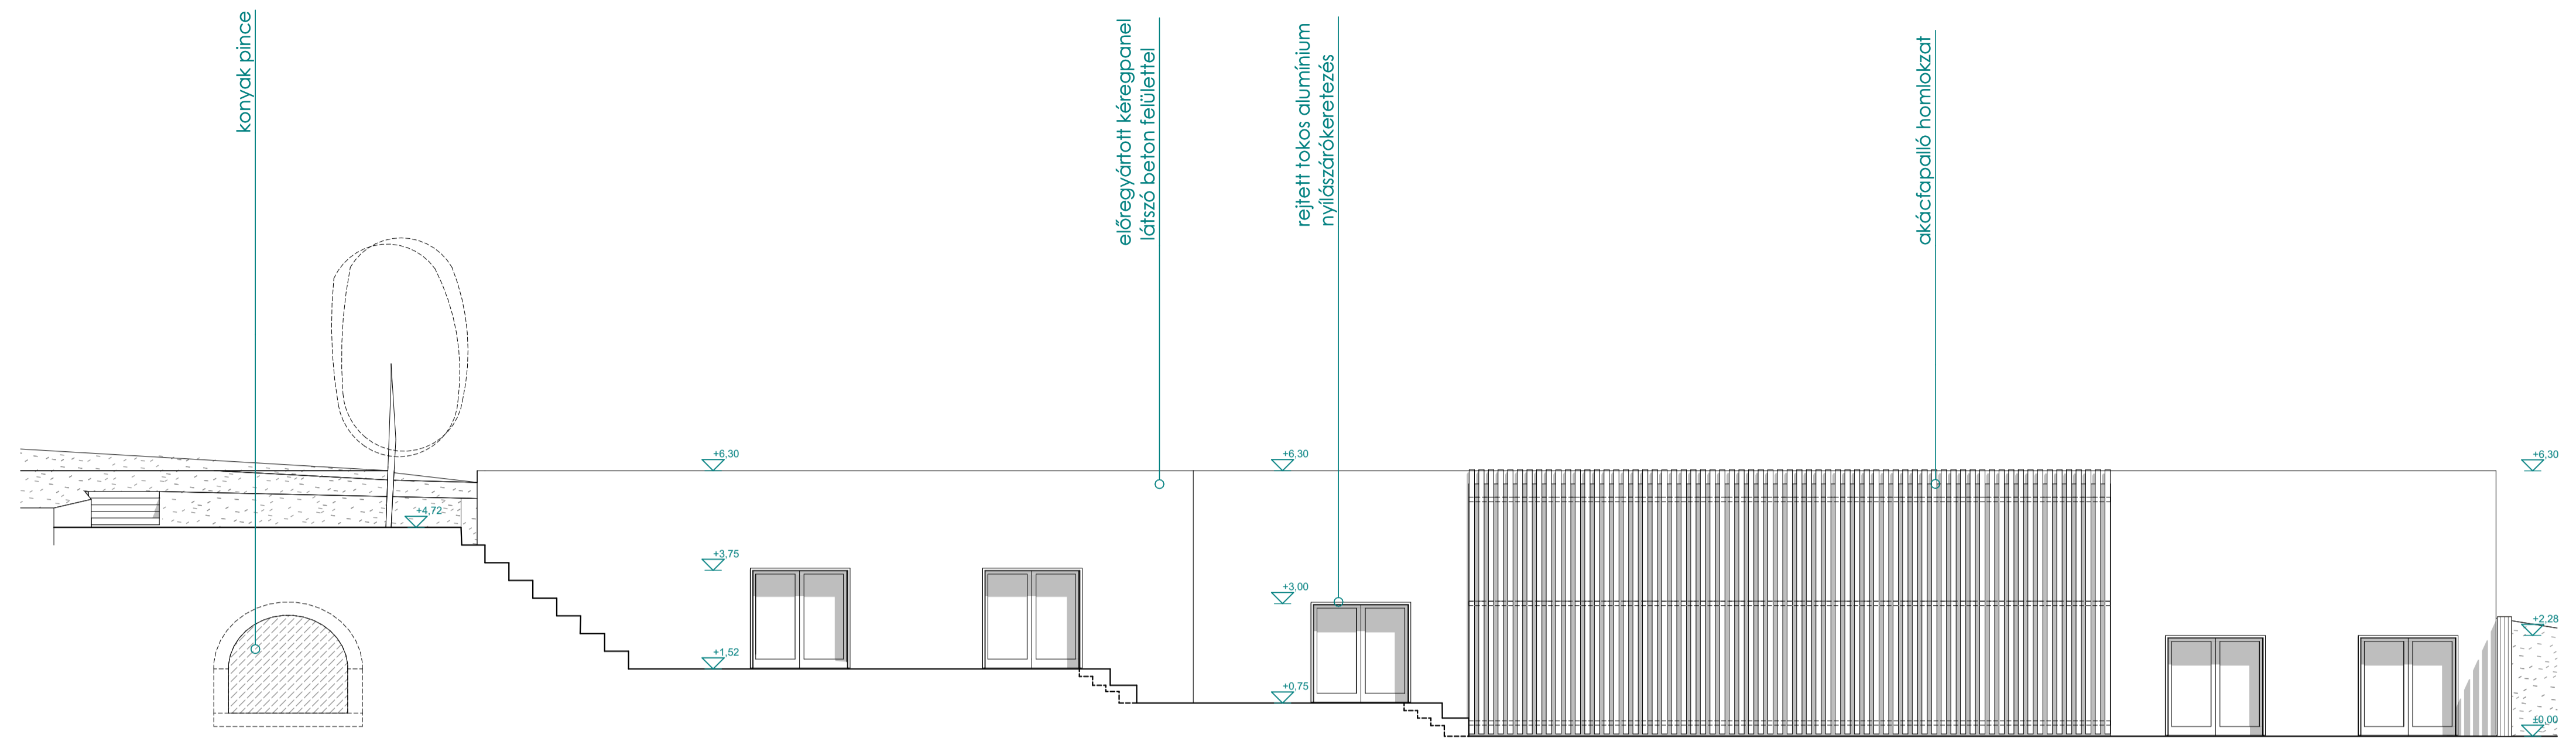 konyak pince
előregyártott kéregpanel
látszó beton felülettel
rejtett tokos alumínium
nyílászárókeretezés
akácfapalló homlokzat
+6,30
+6,30
+6,30
+4,72
+3,75
+3,00
+2,28
+1,52
+0,75
±0,00